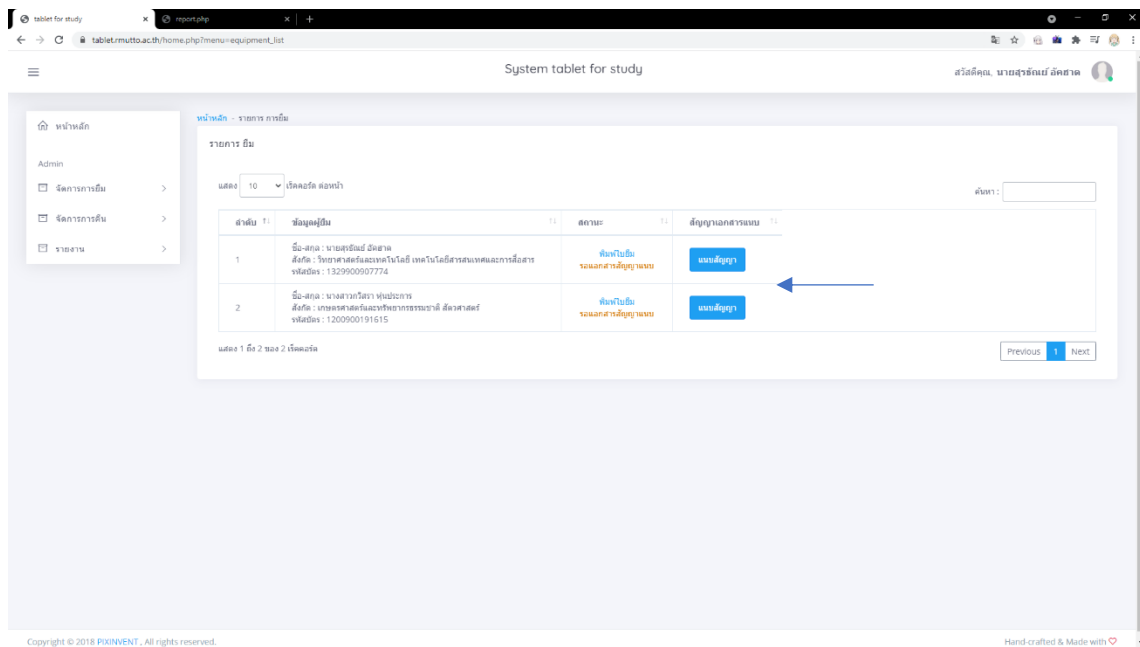 tablet for study
report.php
tablet.rmutto.ac.th/home.php?menu=equipment_list
System tablet for study
สวัสดีคุณ, นายสุรชัณย์ อัคฮาด
หน้าหลัก
Admin
จัดการการยืม
จัดการการคืน
รายงาน
หน้าหลัก - รายการ การยืม
รายการ ยืม
แสดง 10 เร็คคอร์ด ต่อหน้า
ค้นหา :
ลำดับ ข้อมูลผู้ยืม สถานะ สัญญาเอกสารแนบ
1
ชื่อ-สกุล :
สังกัด : วิทยาศาสตร์และเทคโนโลยี เทคโนโลยีสารสนเทศและการสื่อสาร
รหัสบัตร : 1329900907774
พิมพ์ใบยืม
รอเอกสารสัญญาแนบ
แนบสัญญา
2
ชื่อ-สกุล : นางสาวกวิสรา พุ่มประการ
สังกัด : เกษตรศาสตร์และทรัพยากรธรรมชาติ สัตวศาสตร์
รหัสบัตร : 1200900191615
พิมพ์ใบยืม
รอเอกสารสัญญาแนบ
แนบสัญญา
แสดง 1 ถึง 2 ของ 2 เร็คคอร์ด
Previous 1 Next
Copyright © 2018 PIXINVENT , All rights reserved.
Hand-crafted & Made with